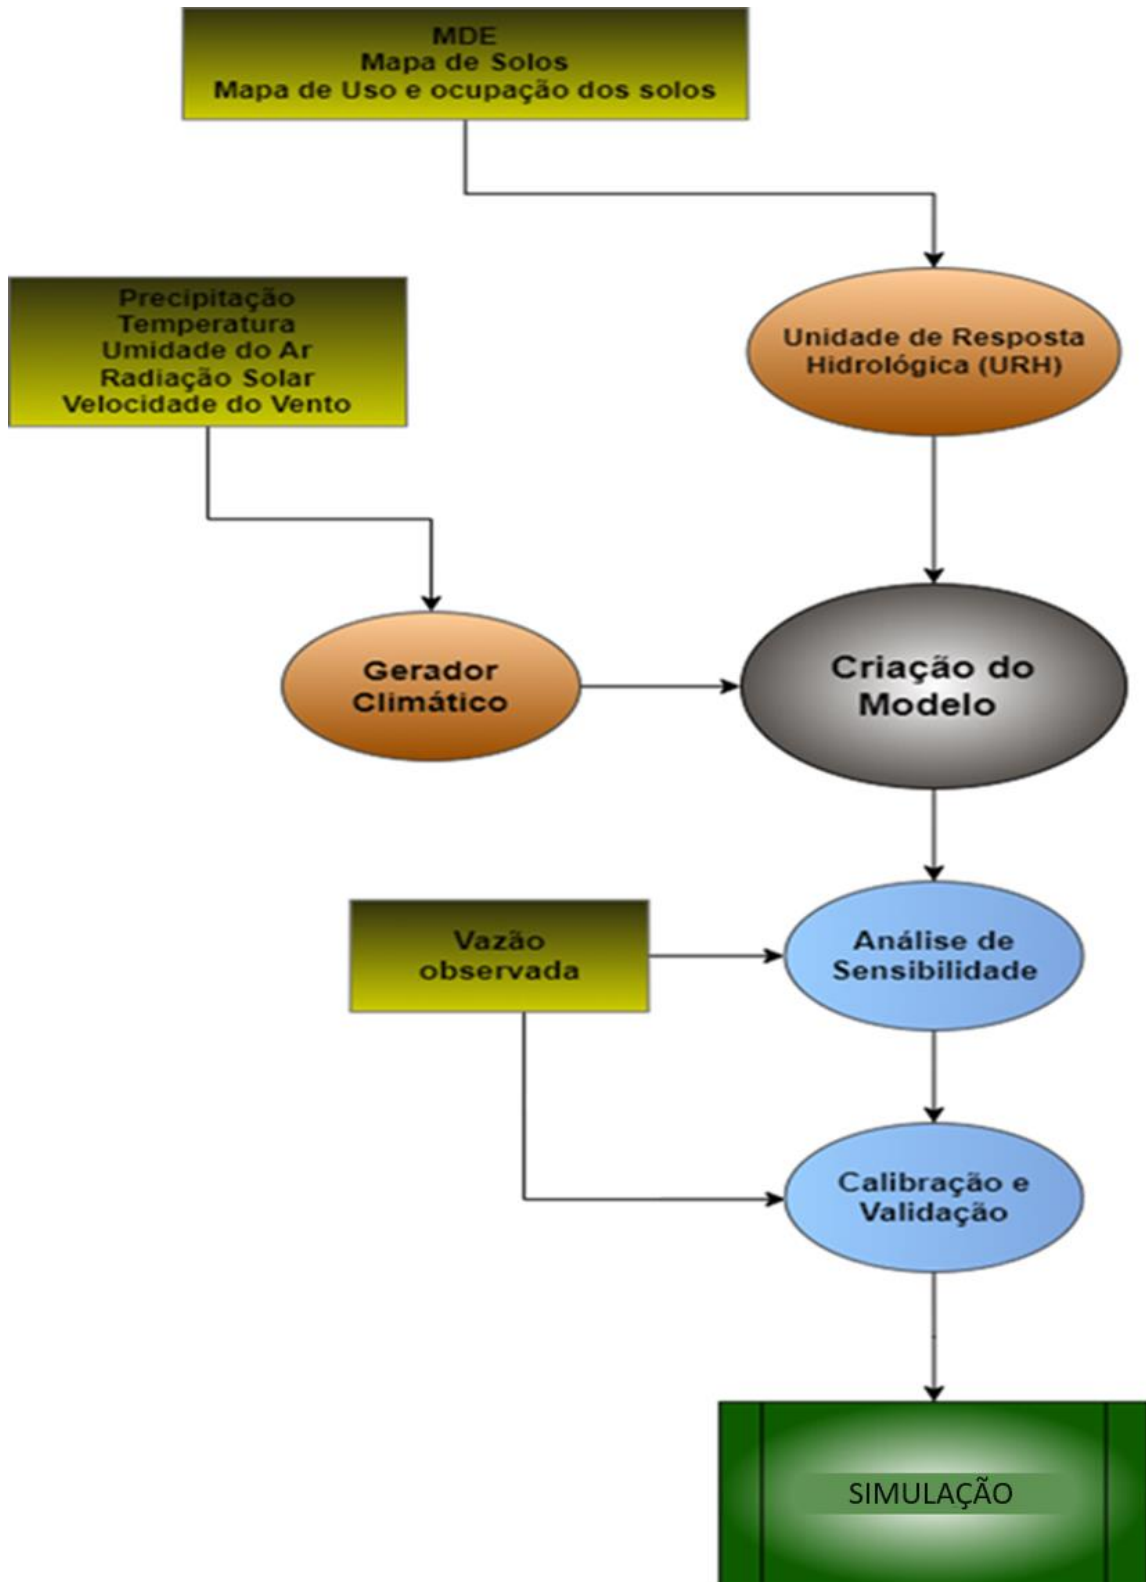 MDE
Mapa de Solos
Mapa de Uso e ocupação dos solos
Precipitação
Temperatura
Umidade do Ar
Radiação Solar
Velocidade do Vento
Unidade de Resposta
Hidrológica (URH)
Gerador
Climático
Criação do
Modelo
Vazão
observada
Análise de
Sensibilidade
Calibração e
Validação
SIMULAÇÃO